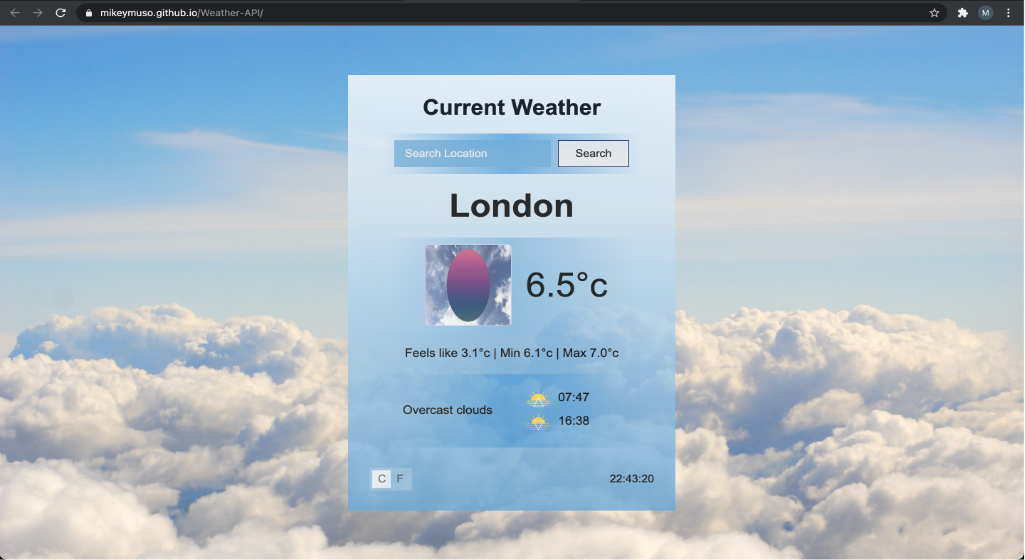 mikeymuso.github.io/Weather-API/
M
Current Weather
Search Location
Search
London
6.5°c
Feels like 3.1°c | Min 6.1°c | Max 7.0°c
Overcast clouds
07:47
16:38
C F
22:43:20